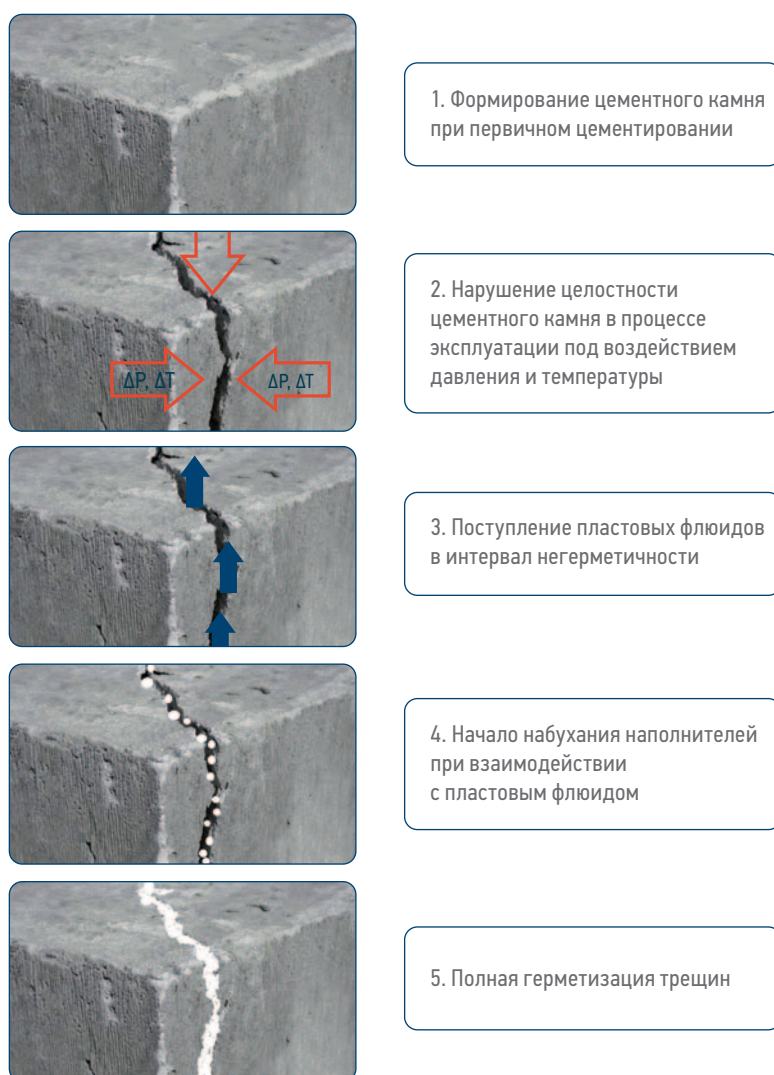 1. Формирование цементного камня
при первичном цементировании
ΔP, ΔT
ΔP, ΔT
2. Нарушение целостности
цементного камня в процессе
эксплуатации под воздействием
давления и температуры
3. Поступление пластовых флюидов
в интервал негерметичности
4. Начало набухания наполнителей
при взаимодействии
с пластовым флюидом
5. Полная герметизация трещин